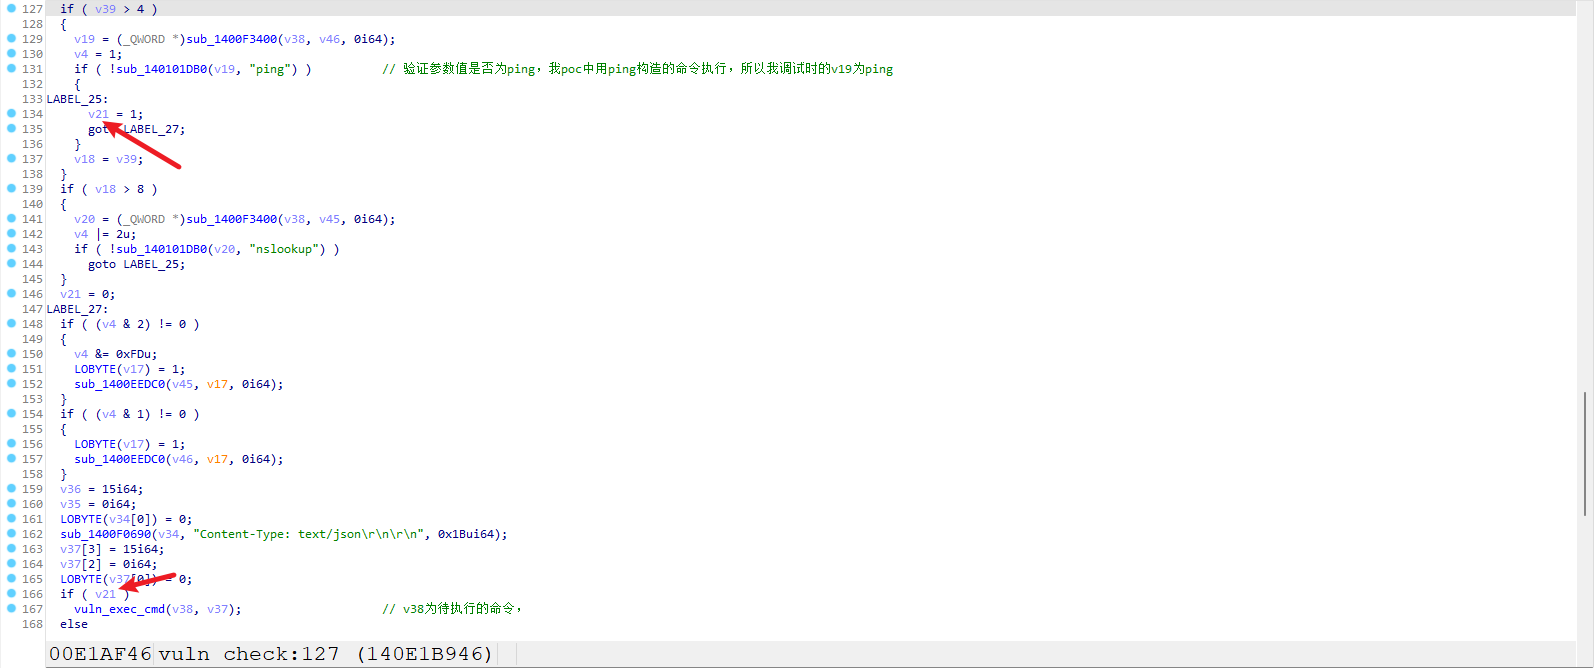 127 if ( v39 > 4 )
128 {
129 v19 = (_QWORD *)sub_1400F3400(v38, v46, 0i64);
130 v4 = 1;
131 if ( !sub_140101DB0(v19, "ping") ) // 验证参数值是否为ping，我poc中用ping构造的命令执行，所以我调试时的v19为ping
132 {
133 LABEL_25:
134 v21 = 1;
135 goto LABEL_27;
136 }
137 v18 = v39;
138 }
139 if ( v18 > 8 )
140 {
141 v20 = (_QWORD *)sub_1400F3400(v38, v45, 0i64);
142 v4 |= 2u;
143 if ( !sub_140101DB0(v20, "nslookup") )
144 goto LABEL_25;
145 }
146 v21 = 0;
147 LABEL_27:
148 if ( (v4 & 2) != 0 )
149 {
150 v4 &= 0xFDu;
151 LOBYTE(v17) = 1;
152 sub_1400EEDC0(v45, v17, 0i64);
153 }
154 if ( (v4 & 1) != 0 )
155 {
156 LOBYTE(v17) = 1;
157 sub_1400EEDC0(v46, v17, 0i64);
158 }
159 v36 = 15i64;
160 v35 = 0i64;
161 LOBYTE(v34[0]) = 0;
162 sub_1400F0690(v34, "Content-Type: text/json\r\n\r\n", 0x1Bui64);
163 v37[3] = 15i64;
164 v37[2] = 0i64;
165 LOBYTE(v37[0]) = 0;
166 if ( v21 )
167 vuln_exec_cmd(v38, v37); // v38为待执行的命令，
168 else
00E1AF46 vuln check:127 (140E1B946)